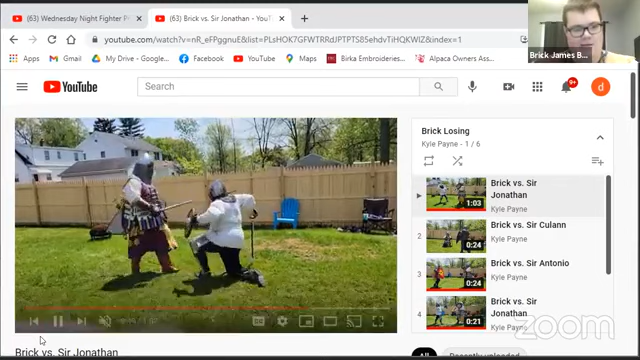 (63) Wednesday Night Fighter P
(63) Brick vs. Sir Jonathan - YouT
youtube.com/watch?v=nR_eFPggnuE&list=PLsHOK7GFWTRRdJPTPTS85ehdvTiHQKWIZ&index=1
Brick James B...
Apps
Gmail
My Drive - Google...
Facebook
YouTube
Maps
Birka Embroideries...
Alpaca Owners Ass...
YouTube
Search
9+
d
Brick Losing
Kyle Payne - 1 / 6
1:03
Brick vs. Sir
Jonathan
Kyle Payne
2
0:24
Brick vs. Sir Culann
Kyle Payne
3
0:24
Brick vs. Sir Antonio
Kyle Payne
4
0:21
Brick vs. Sir
Jonathan
Kyle Payne
Brick vs. Sir Jonathan
All
Recently uploaded
zoom